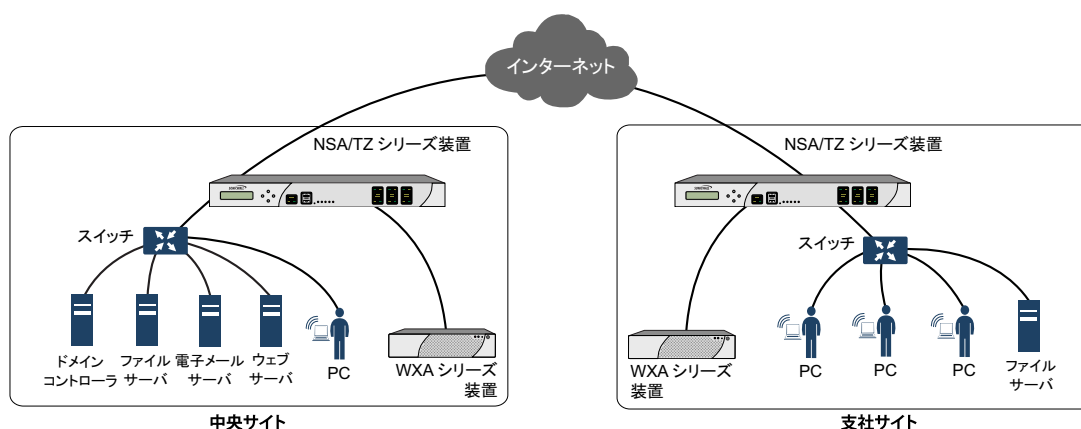 インターネット
NSA/TZ シリーズ装置
スイッチ
ドメイン
コントローラ
ファイル
サーバ
電子メール
サーバ
ウェブ
サーバ
PC
WXA シリーズ
装置
中央サイト
NSA/TZ シリーズ装置
スイッチ
WXA シリーズ
装置
PC
PC
PC
ファイル
サーバ
支社サイト